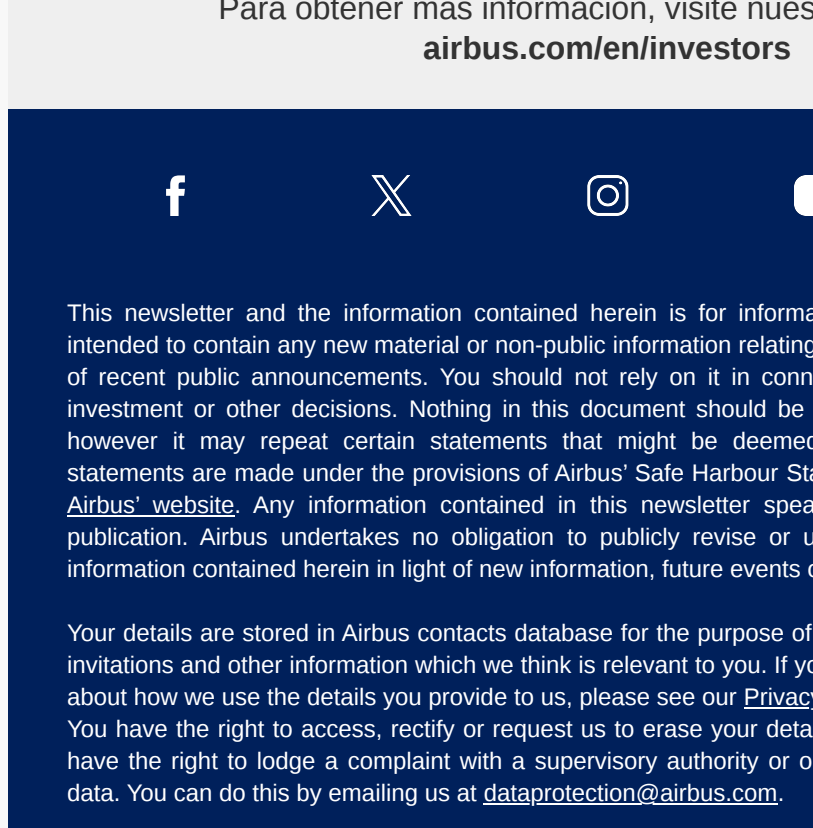 Para obtener más información, visite nues
airbus.com/en/investors
This newsletter and the information contained herein is for informa
intended to contain any new material or non-public information relating
of recent public announcements. You should not rely on it in conn
investment or other decisions. Nothing in this document should be
however it may repeat certain statements that might be deemed
statements are made under the provisions of Airbus’ Safe Harbour Sta
Airbus’ website. Any information contained in this newsletter spea
publication. Airbus undertakes no obligation to publicly revise or u
information contained herein in light of new information, future events o
Your details are stored in Airbus contacts database for the purpose of
invitations and other information which we think is relevant to you. If yo
about how we use the details you provide to us, please see our Privacy
You have the right to access, rectify or request us to erase your deta
have the right to lodge a complaint with a supervisory authority or o
data. You can do this by emailing us at dataprotection@airbus.com.